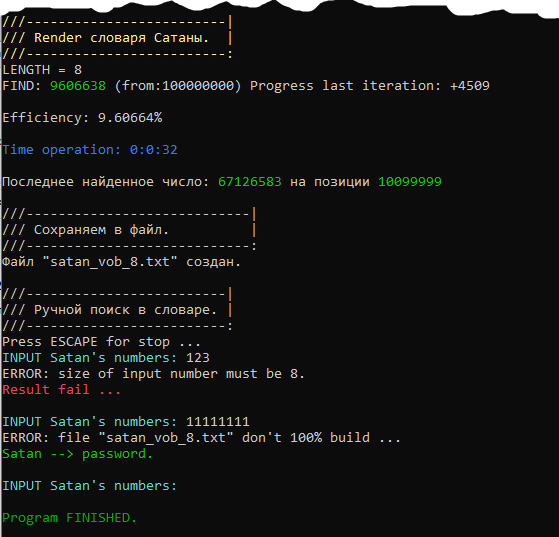 ///-------------------------|
/// Render словаря Сатаны.  |
///-------------------------:
LENGTH = 8
FIND: 9606638 (from:100000000) Progress last iteration: +4509
Efficiency: 9.60664%
Time operation: 0:0:32
Последнее найденное число: 67126583 на позиции 10099999
///----------------------------|
/// Сохраняем в файл.          |
///----------------------------:
Файл "satan_vob_8.txt" создан.
///-------------------------|
/// Ручной поиск в словаре. |
///-------------------------:
Press ESCAPE for stop ...
INPUT Satan's numbers: 123
ERROR: size of input number must be 8.
Result fail ...
INPUT Satan's numbers: 11111111
ERROR: file "satan_vob_8.txt" don't 100% build ...
Satan --> password.
INPUT Satan's numbers:
Program FINISHED.